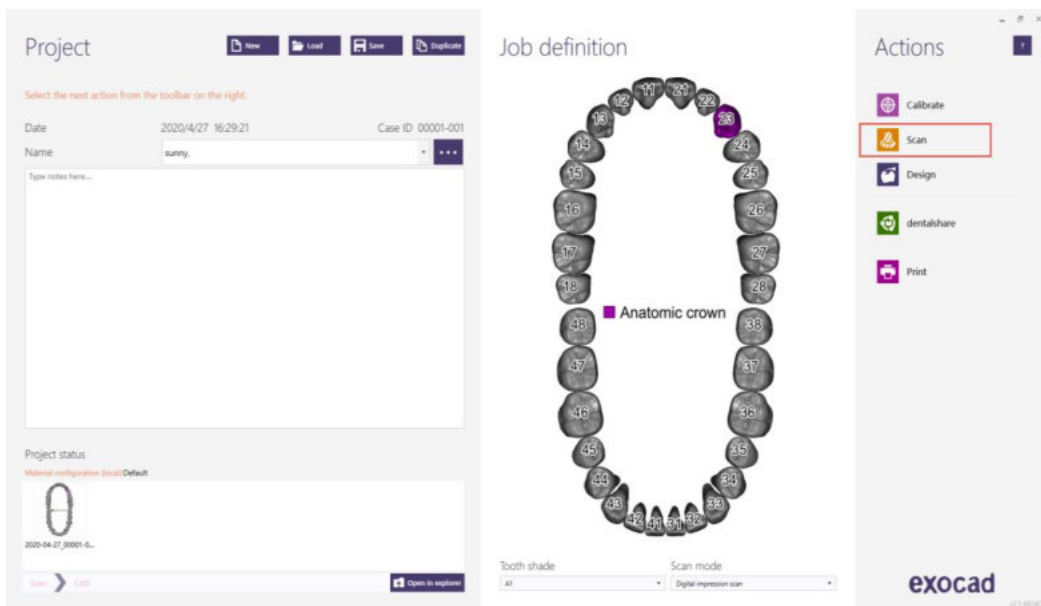 Project
New
Load
Save
Duplicate
Select the next action from the toolbar on the right.
Date 2020/4/27 16:29:21 Case ID 00001-001
Name sunny,
Type notes here...
Project status
Material configuration (local) Default
2020-04-27_00001-0...
Scan CAD
Open in explorer
Job definition
11 21
12 22
13 23
14 24
15 25
16 26
17 27
18 28
Anatomic crown
48 38
47 37
46 36
45 35
44 34
43 33
42 41 31 32
Tooth shade Scan mode
A1 Digital impression scan
Actions
?
Calibrate
Scan
Design
dentalshare
Print
exocad